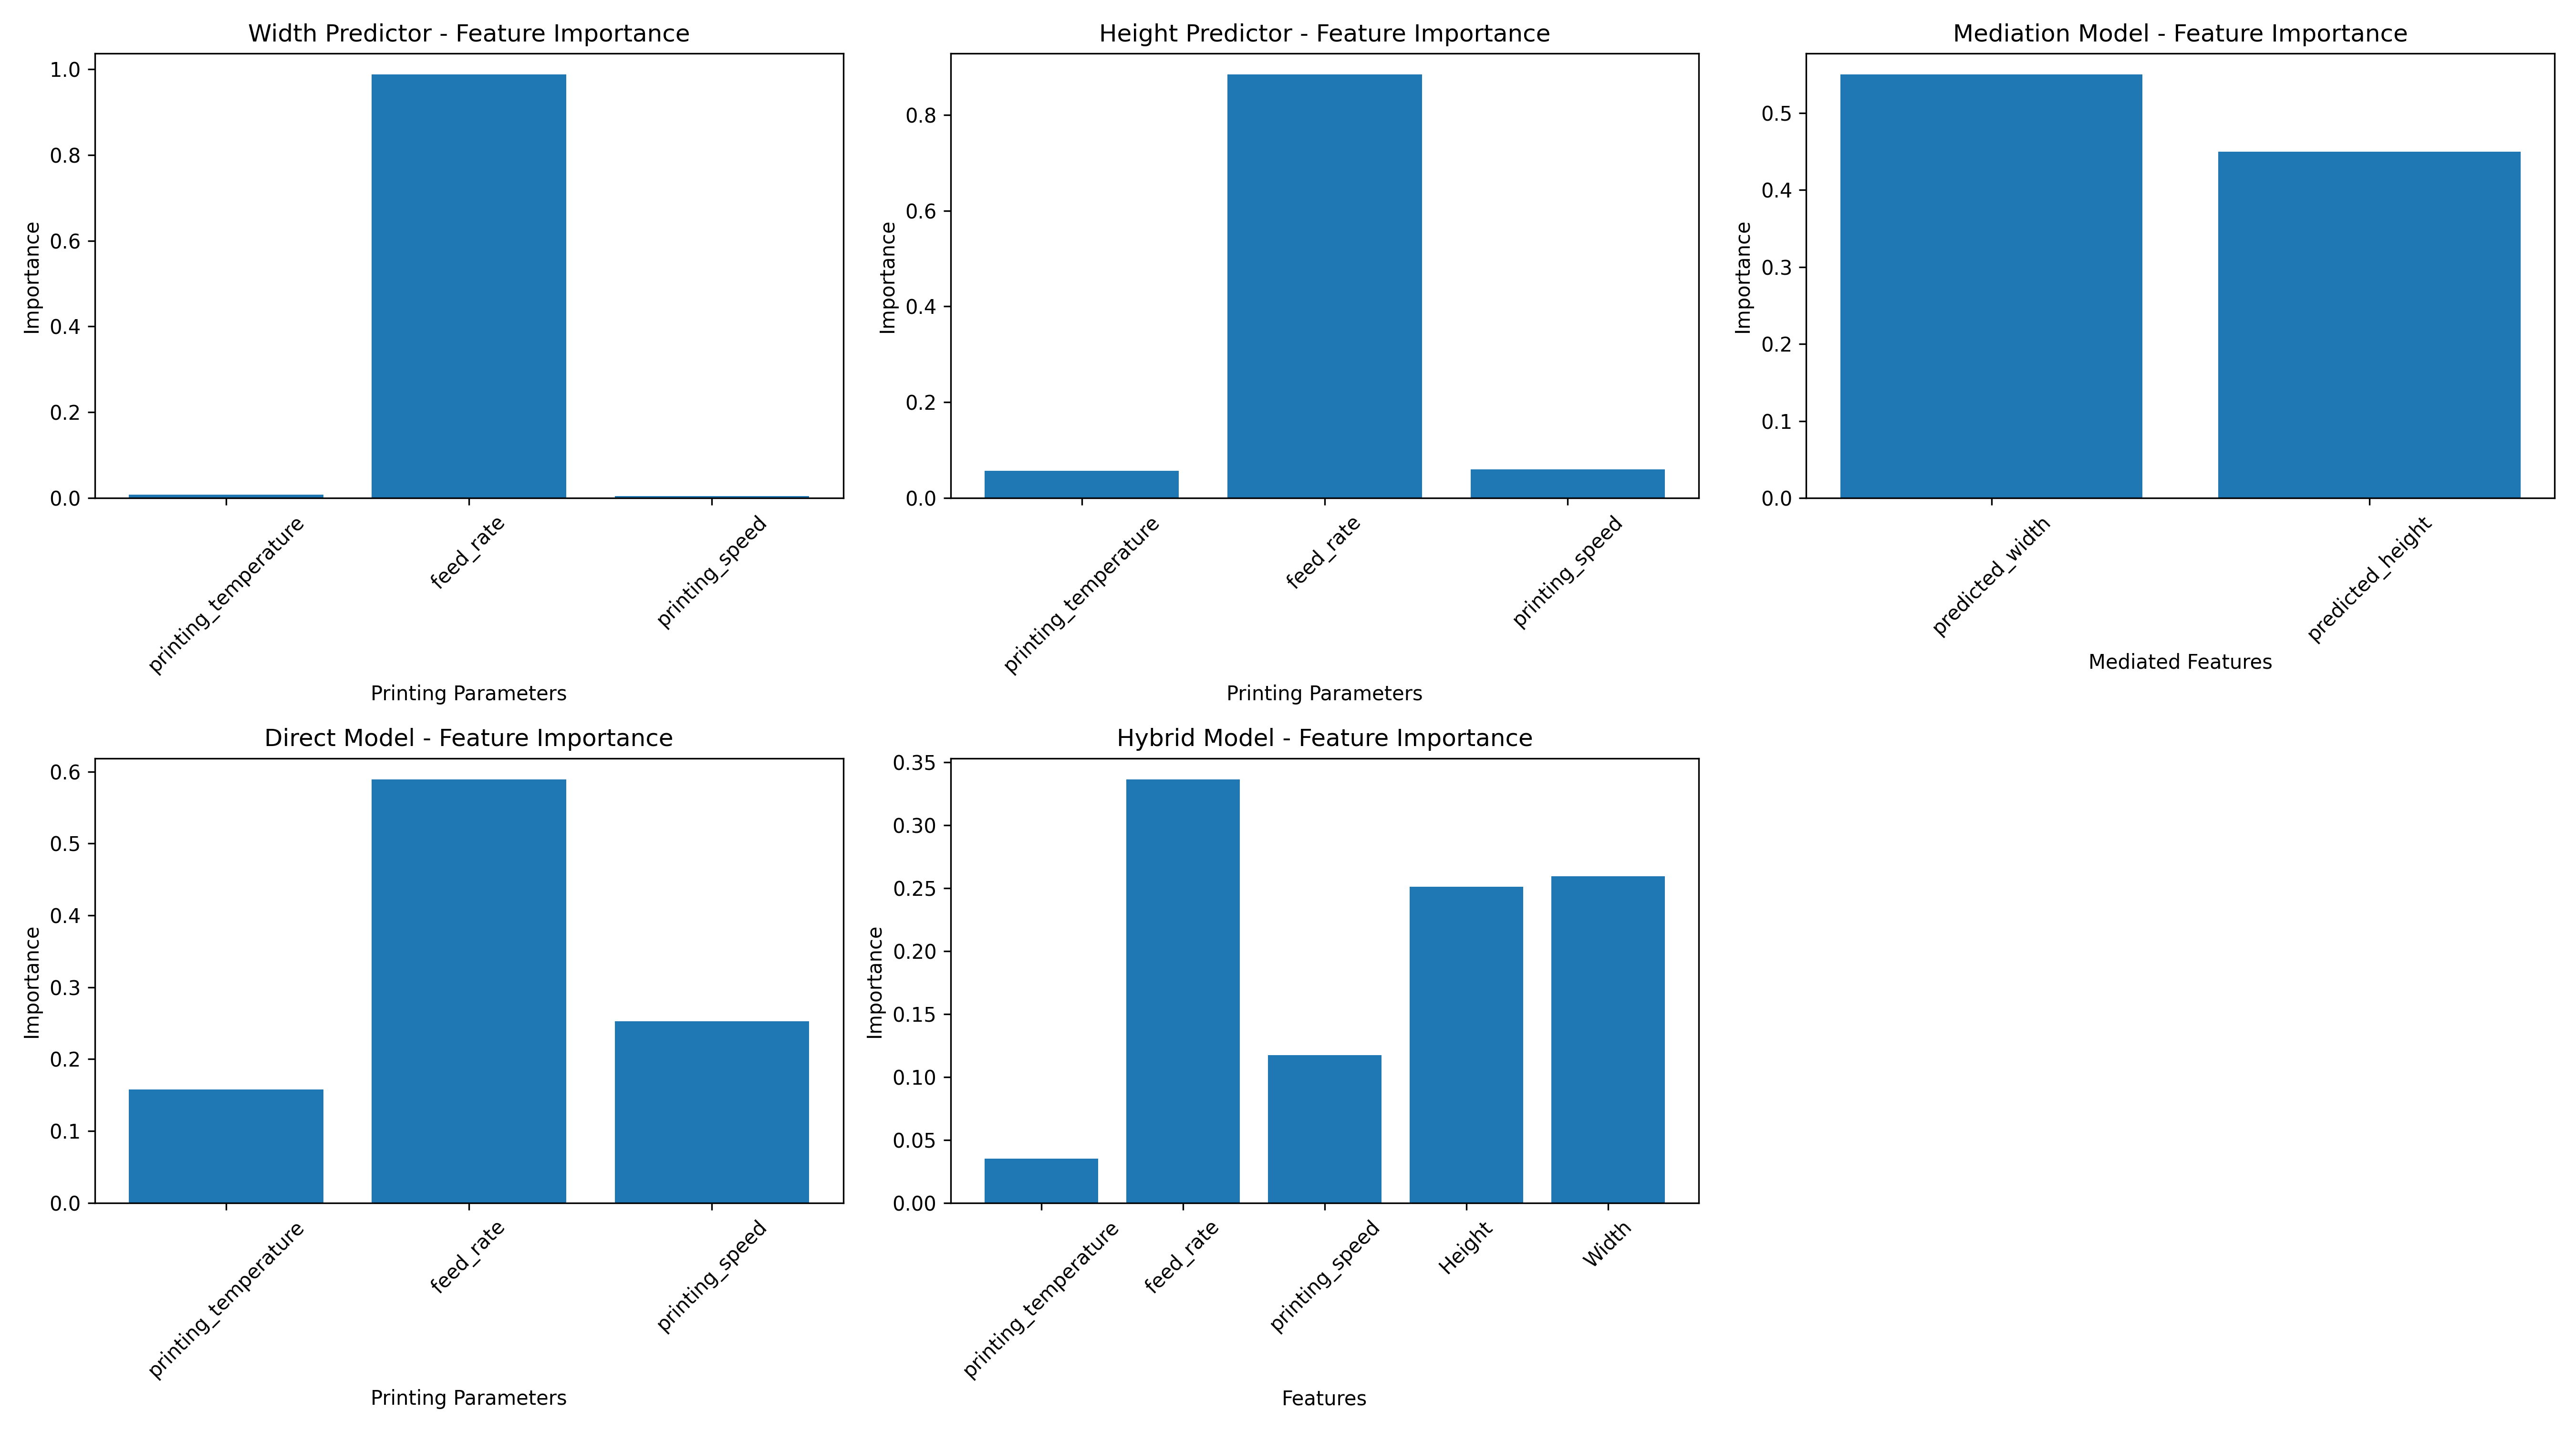 Width Predictor - Feature Importance
Importance
1.0
0.8
0.6
0.4
0.2
0.0
printing_temperature
feed_rate
printing_speed
Printing Parameters
Height Predictor - Feature Importance
Importance
0.8
0.6
0.4
0.2
0.0
printing_temperature
feed_rate
printing_speed
Printing Parameters
Mediation Model - Feature Importance
Importance
0.5
0.4
0.3
0.2
0.1
0.0
predicted_width
predicted_height
Mediated Features
Direct Model - Feature Importance
Importance
0.6
0.5
0.4
0.3
0.2
0.1
0.0
printing_temperature
feed_rate
printing_speed
Printing Parameters
Hybrid Model - Feature Importance
Importance
0.35
0.30
0.25
0.20
0.15
0.10
0.05
0.00
printing_temperature
feed_rate
printing_speed
Height
Width
Features